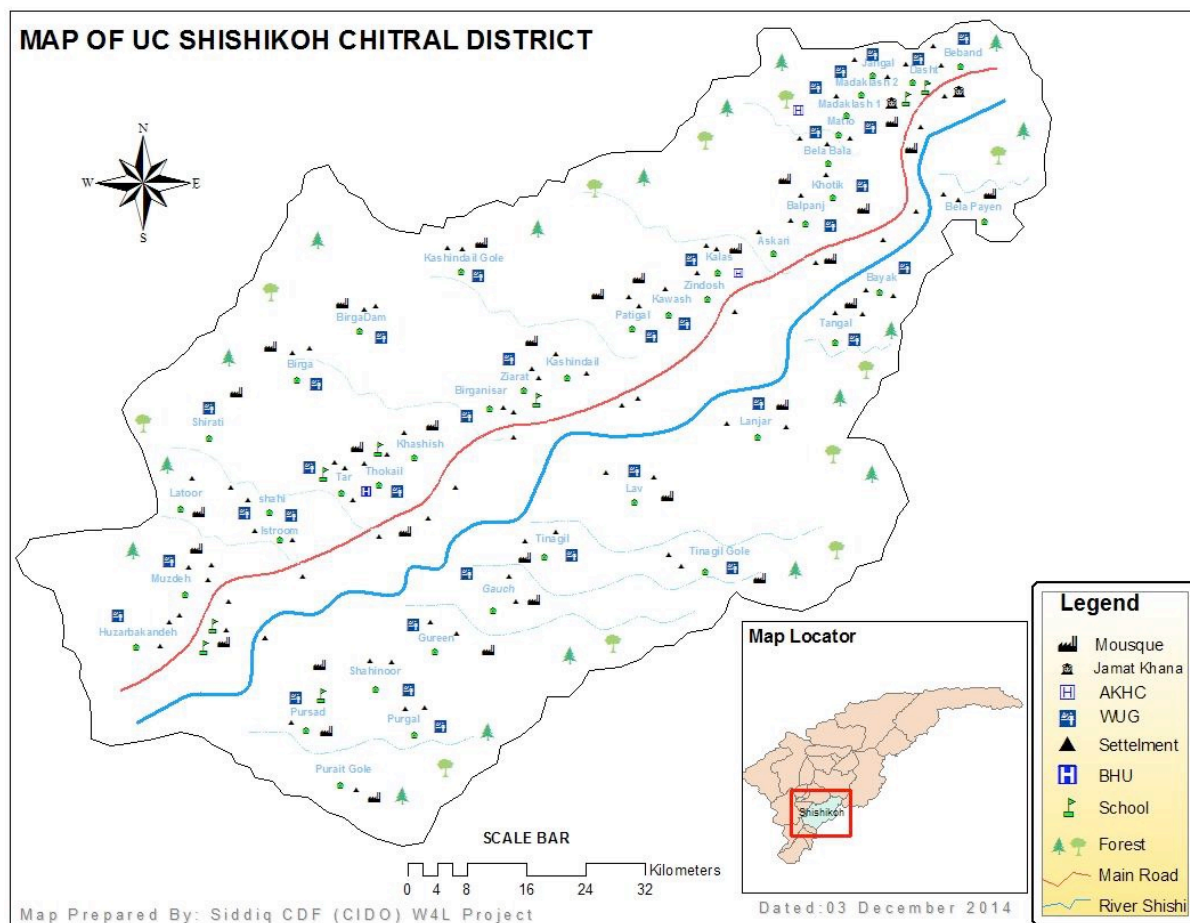 MAP OF UC SHISHIKOH CHITRAL DISTRICT
N
W E
S
Beband
Jangal
Dasht
Madaklash 2
Madaklash 1
Matlo
Bela Bala
Khotik
Balpanj
Bela Payen
Askari
Kashindail Gole
Kalas
Zindosh
Bayak
Kawash
Patigal
Tangal
BirgaDam
Birga
Kashindail
Ziarat
Birganisar
Shirati
Lanjar
Khashish
Thokail
Tar
Latoor
shahi
Istroom
Lav
Tinagil
Tinagil Gole
Muzdeh
Gauch
Huzarbakandeh
Gureen
Shahinoor
Pursad
Purgal
Purait Gole
SCALE BAR
Kilometers
0 4 8 16 24 32
Map Locator
Shishikoh
Legend
Mousque
Jamat Khana
AKHC
WUG
Settelment
BHU
School
Forest
Main Road
River Shishi
Map Prepared By: Siddiq CDF (CIDO) W4L Project
Dated:03 December 2014